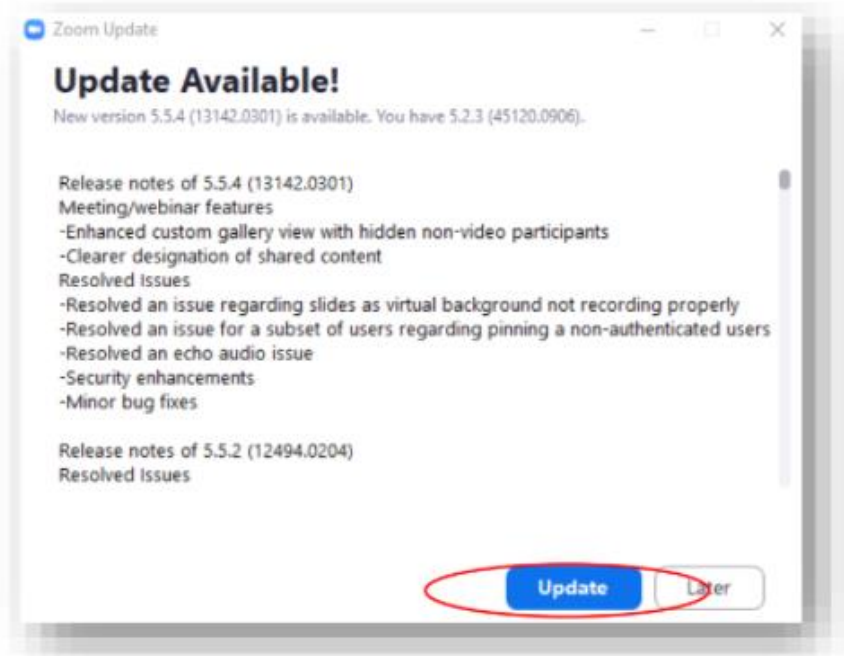 Zoom Update
Update Available!
New version 5.5.4 (13142.0301) is available. You have 5.2.3 (45120.0906).
Release notes of 5.5.4 (13142.0301)
Meeting/webinar features
-Enhanced custom gallery view with hidden non-video participants
-Clearer designation of shared content
Resolved Issues
-Resolved an issue regarding slides as virtual background not recording properly
-Resolved an issue for a subset of users regarding pinning a non-authenticated users
-Resolved an echo audio issue
-Security enhancements
-Minor bug fixes
Release notes of 5.5.2 (12494.0204)
Resolved Issues
Update
Later